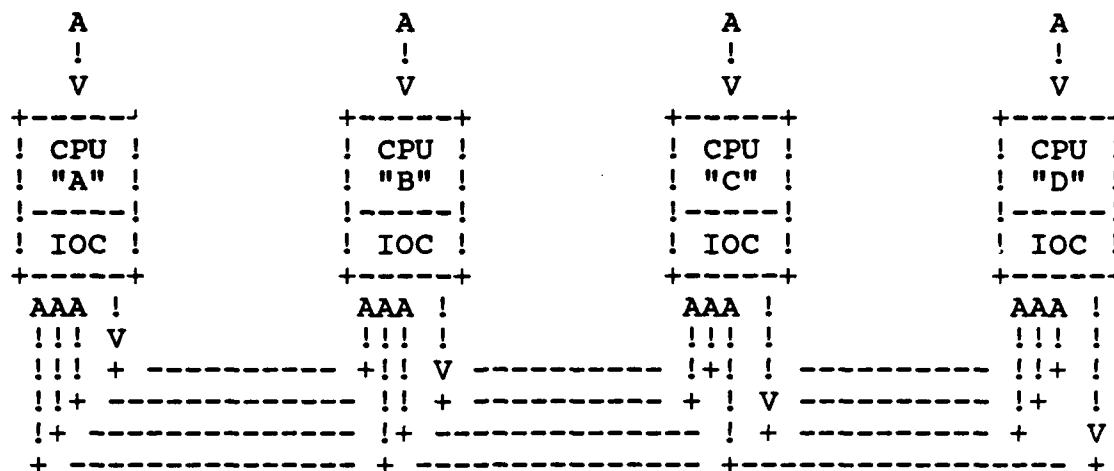 A                A                A                A
    !                !                !                !
    V                V                V                V
 +-----+          +-----+          +-----+          +-----+
 ! CPU !          ! CPU !          ! CPU !          ! CPU !
 ! "A" !          ! "B" !          ! "C" !          ! "D" !
 !-----!          !-----!          !-----!          !-----!
 ! IOC !          ! IOC !          ! IOC !          ! IOC !
 +-----+          +-----+          +-----+          +-----+
  AAA !            AAA !            AAA !            AAA !
  !!! V            !!! !            !!! !            !!! !
  !!! + ---------- +!! V ---------- !+! ! ---------- !!+ !
  !!+ ------------- !! + ---------- + ! V ---------- !+  !
  !+ -------------- !+ --------------- ! + ------------ +   V
  + --------------- + --------------- +------------------ +